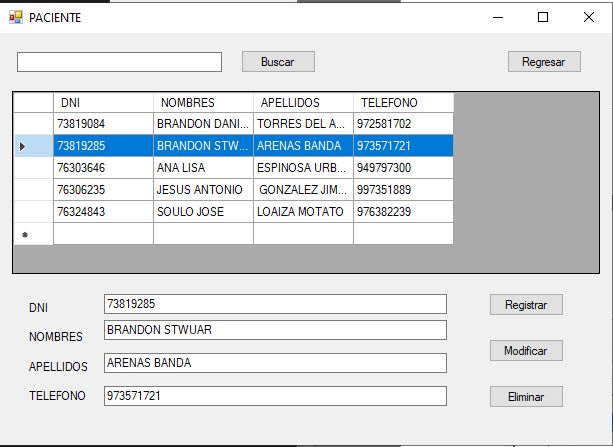 PACIENTE
Buscar Regresar
DNI NOMBRES APELLIDOS TELEFONO
73819084 BRANDON DANI... TORRES DEL A... 972581702
73819285 BRANDON STW... ARENAS BANDA 973571721
76303646 ANA LISA ESPINOSA URB... 949797300
76306235 JESUS ANTONIO GONZALEZ JIM... 997351889
76324843 SOULO JOSE LOAIZA MOTATO 976382239
DNI 73819285 Registrar
NOMBRES BRANDON STWUAR
APELLIDOS ARENAS BANDA Modificar
TELEFONO 973571721 Eliminar